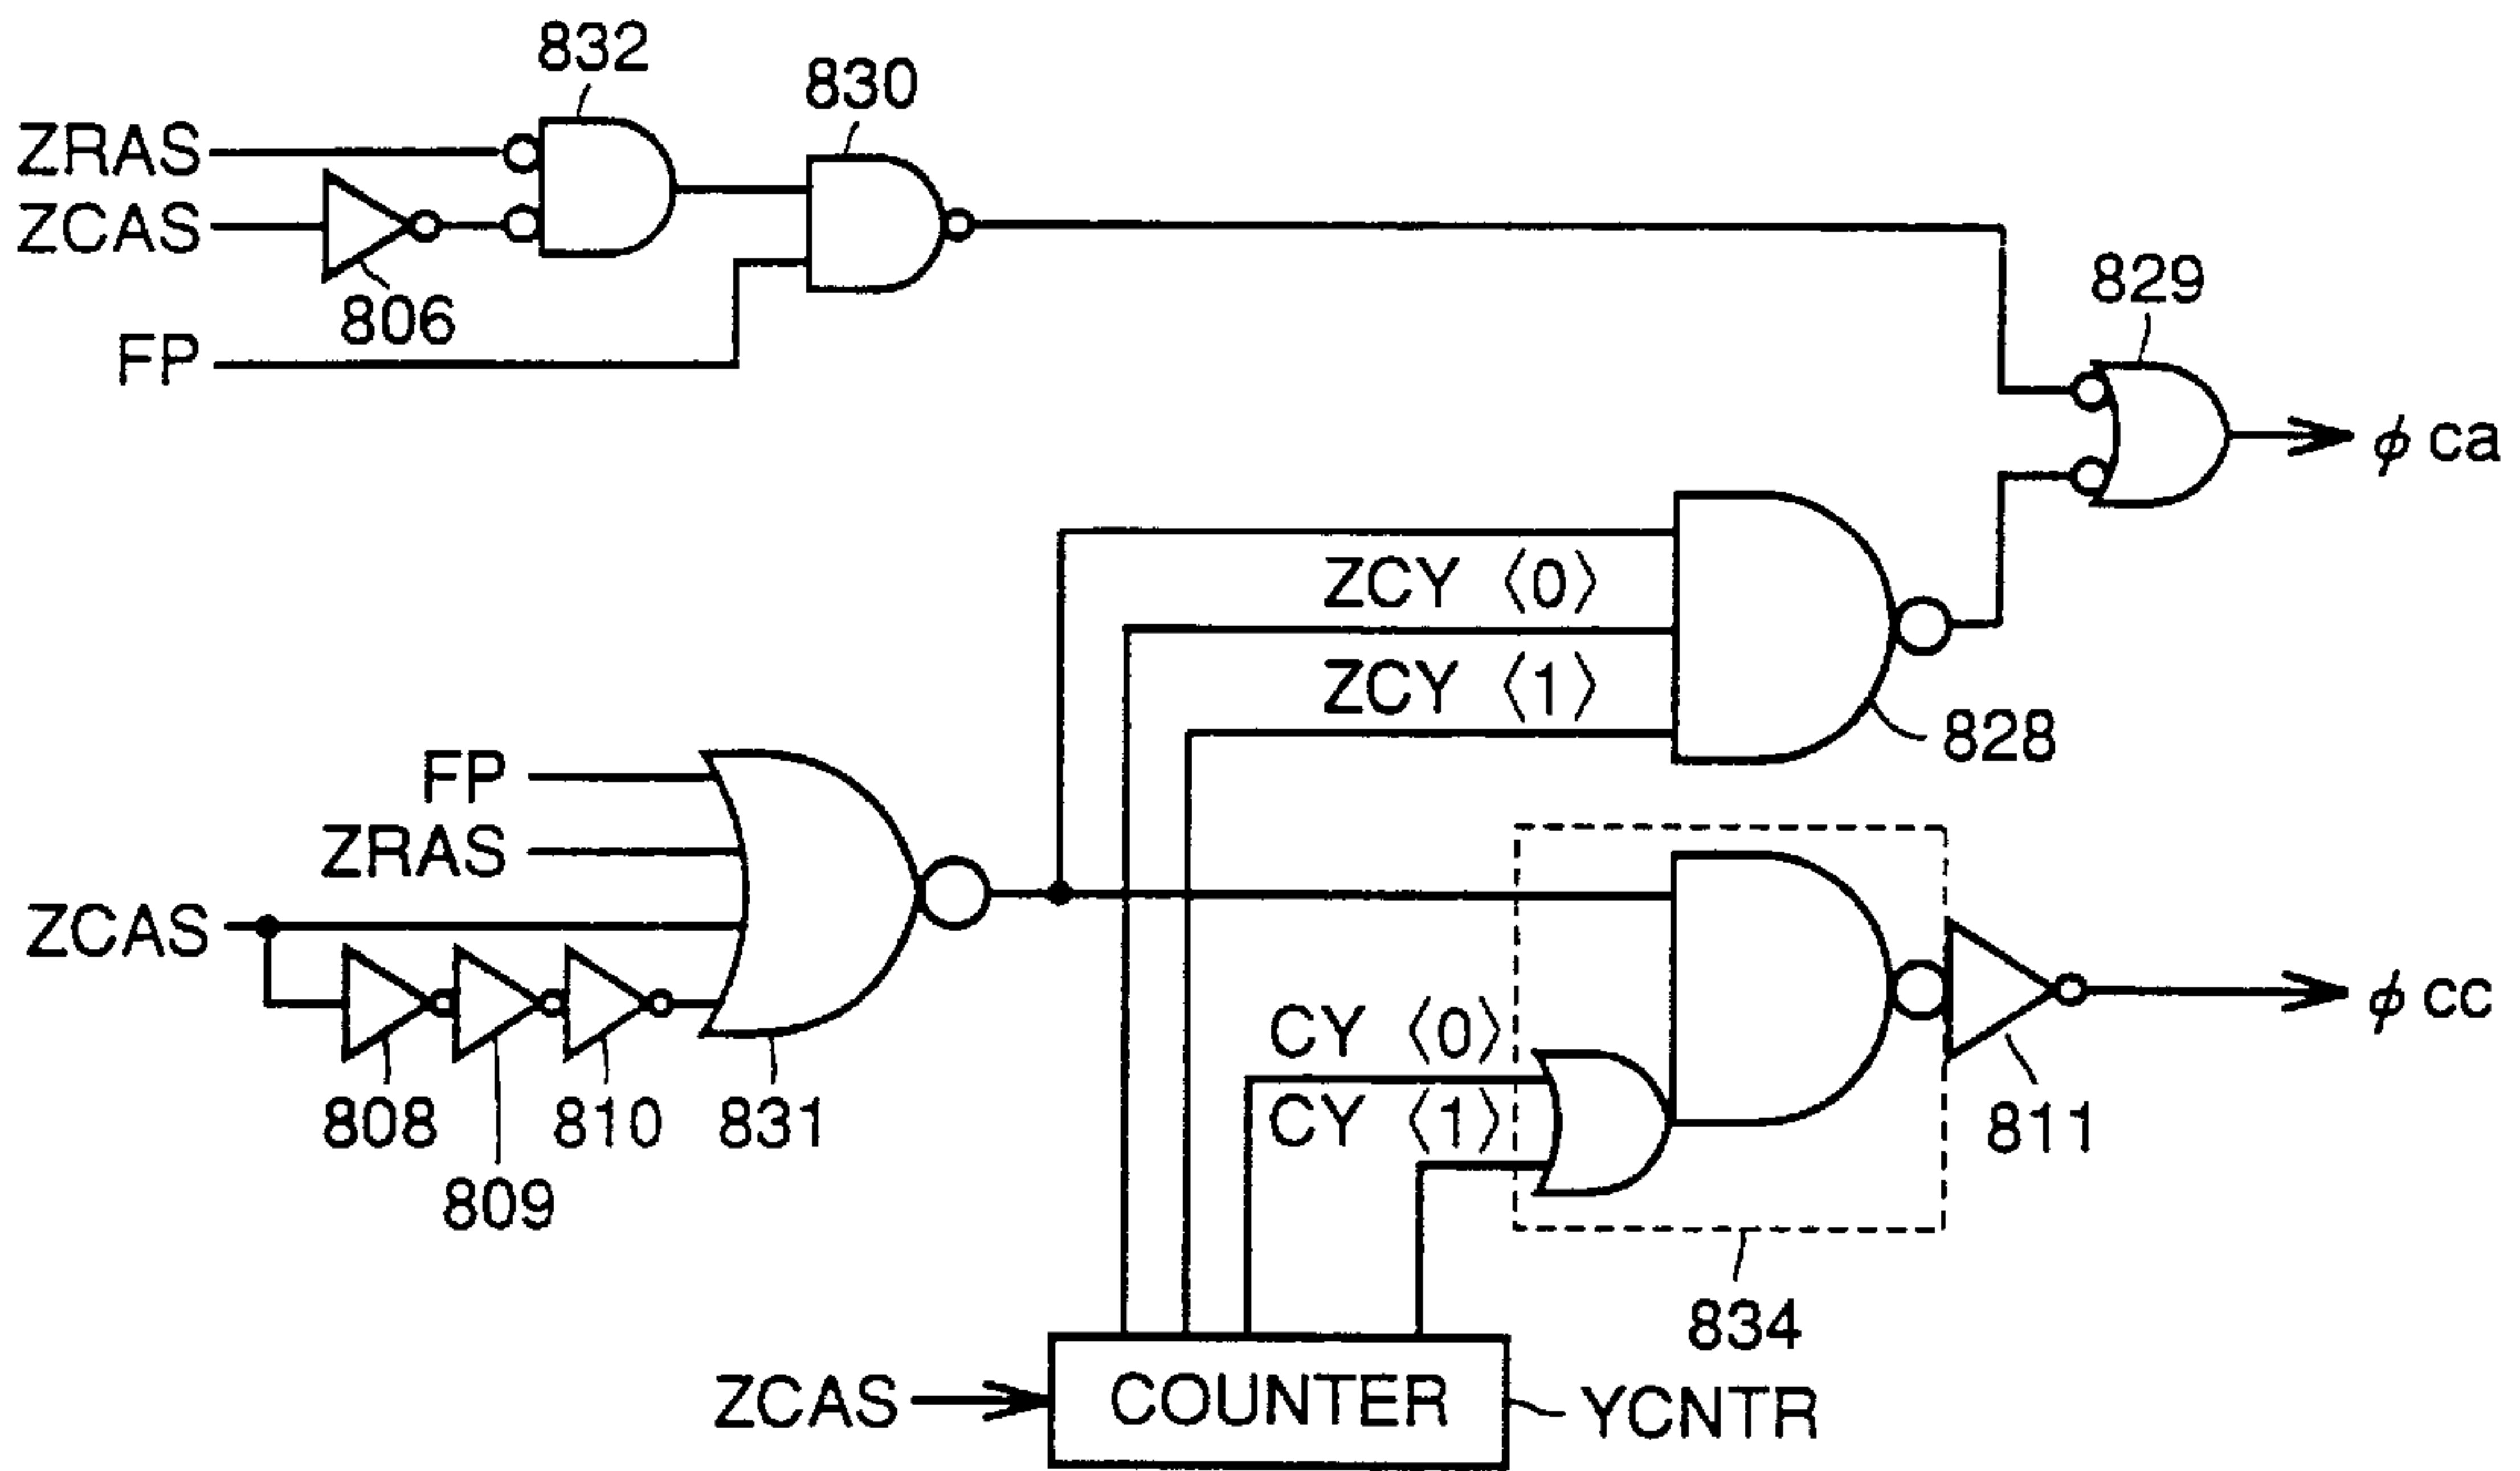 832
830
ZRAS
ZCAS
806
FP
829
ϕ ca
ZCY ⟨0⟩
ZCY ⟨1⟩
828
FP
ZRAS
ZCAS
CY ⟨0⟩
CY ⟨1⟩
ϕ cc
808
810
831
811
809
834
ZCAS
COUNTER
YCNTR